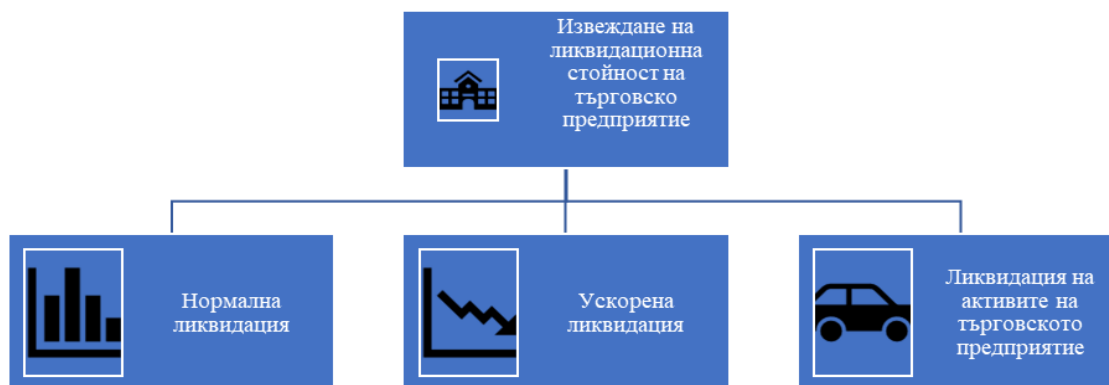 Извеждане на
ликвидационна
стойност на
търговско
предприятие
Нормална
ликвидация
Ускорена
ликвидация
Ликвидация на
активите на
търговското
предприятие